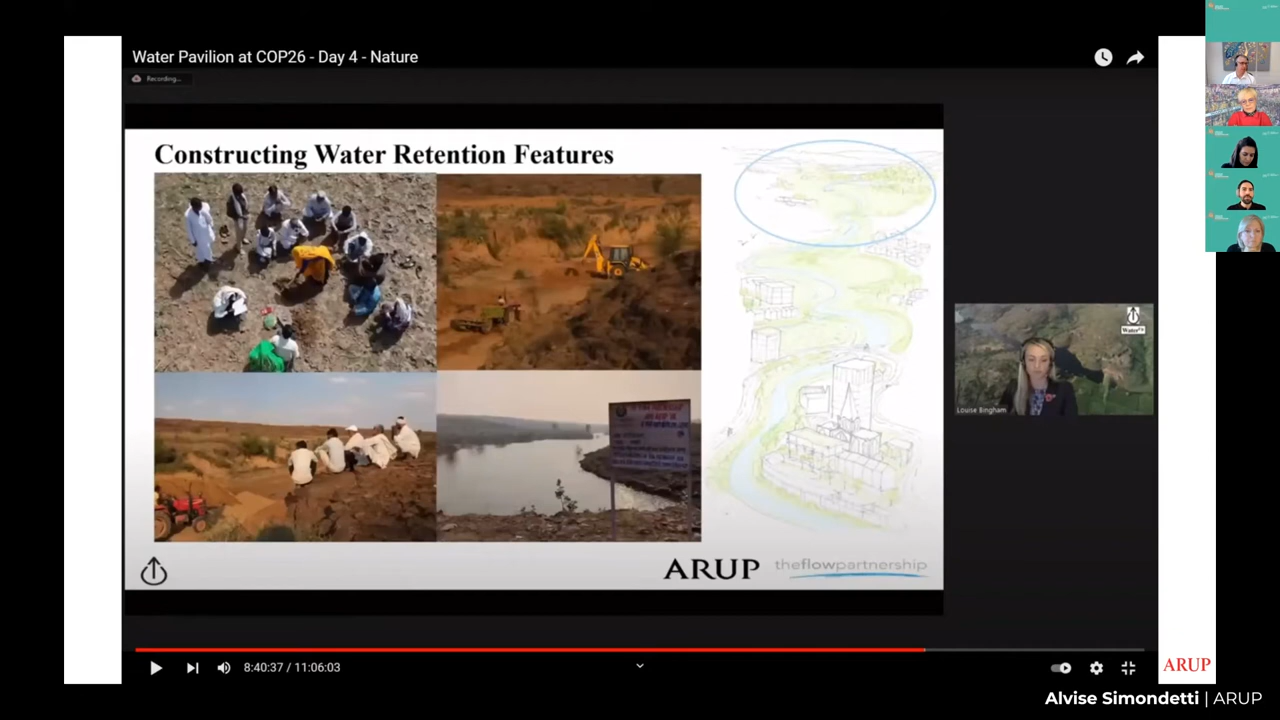 Water Pavilion at COP26 - Day 4 - Nature
Recording...
Constructing Water Retention Features
Water
Louise Bingham
ARUP theflowpartnership
8:40:37 / 11:06:03
ARUP
Alvise Simondetti | ARUP